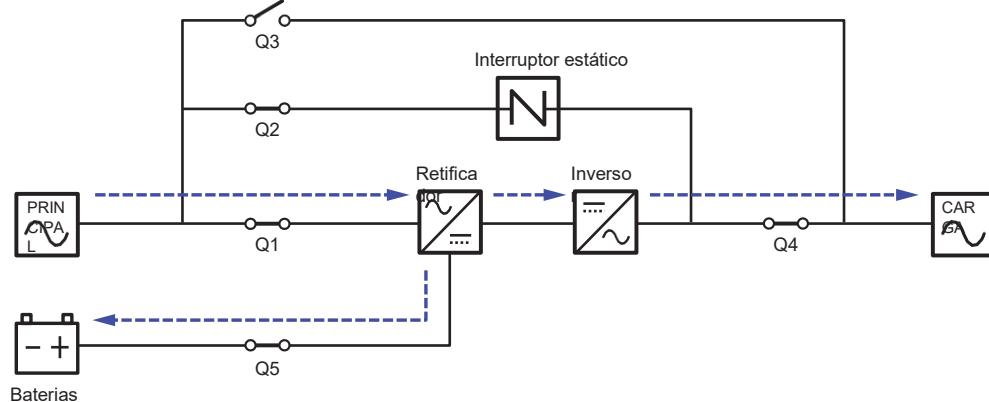 Q3
Interruptor estático
Q2
Retifica
dor
Inverso
r
PRIN
CIPA
L
CAR
GA
Q1
Q4
Q5
Baterias